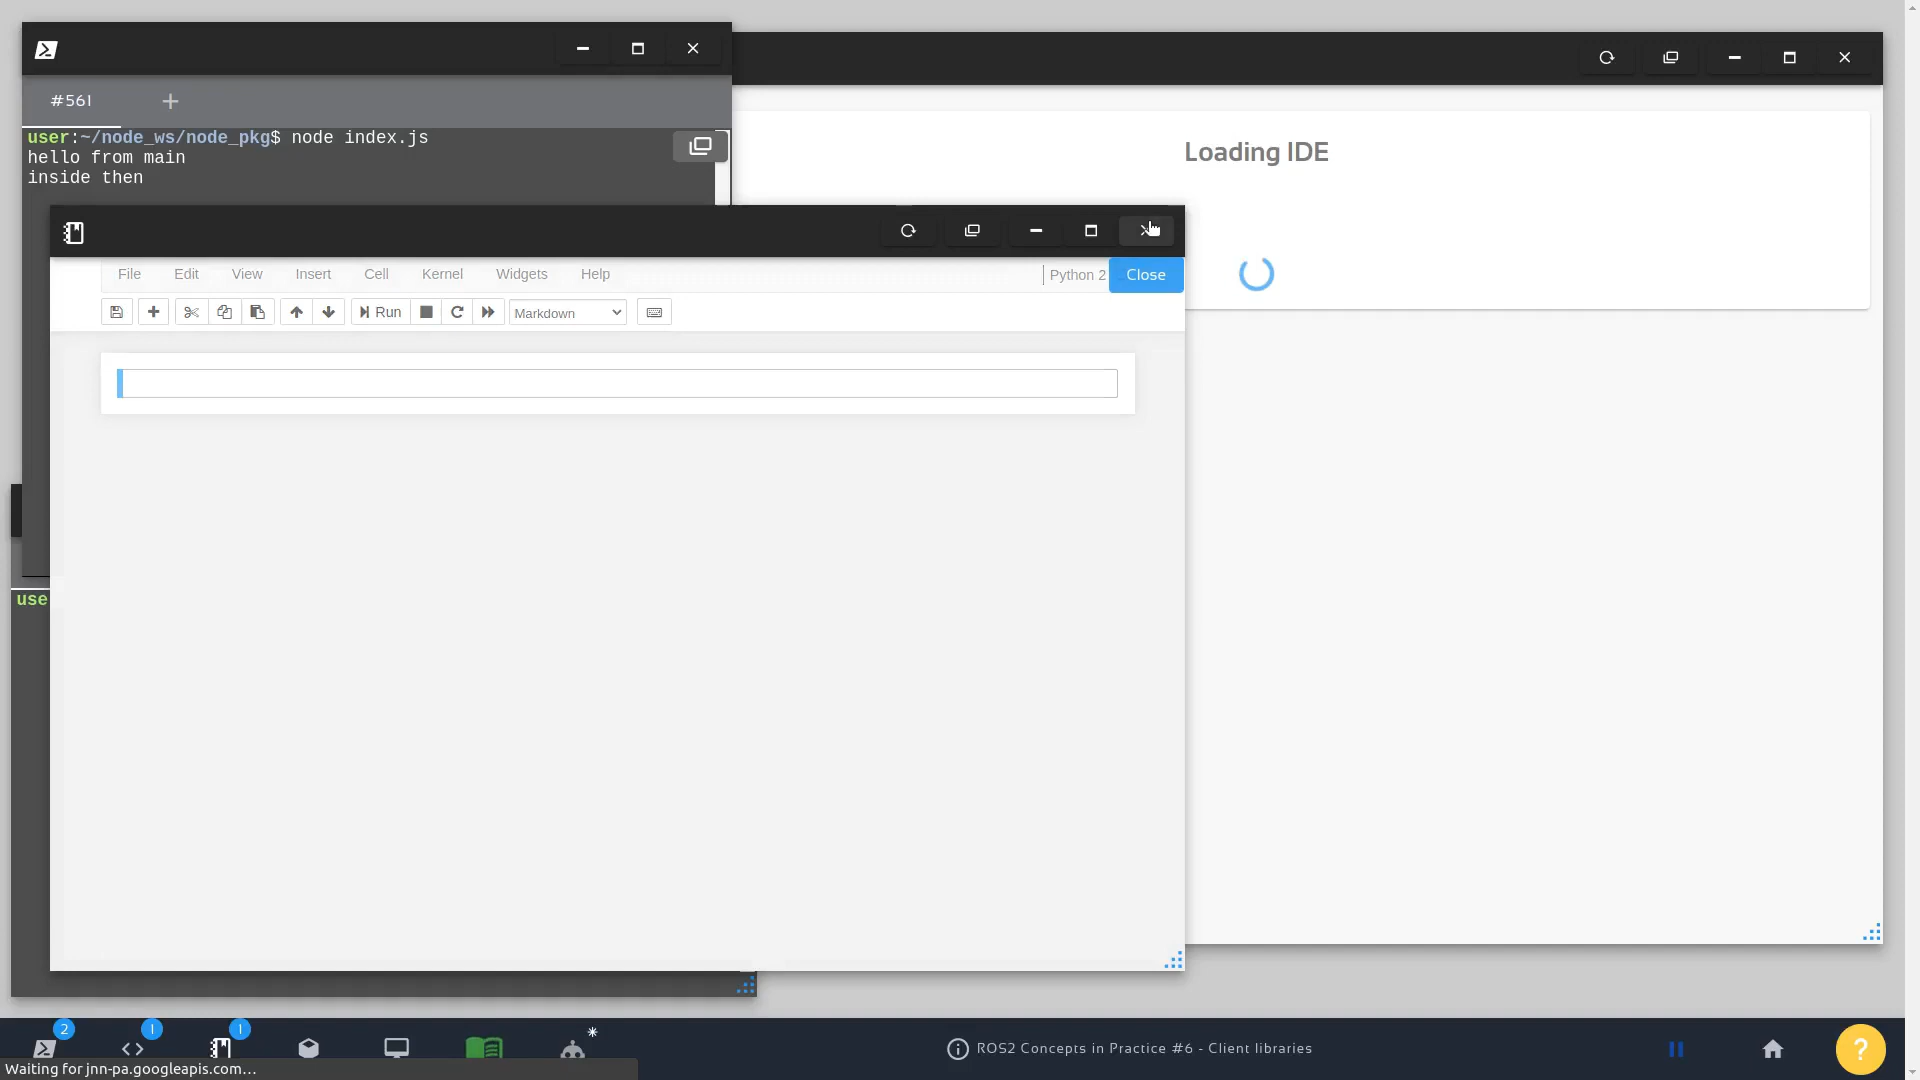 #561
user:~/node_ws/node_pkg$ node index.js
hello from main
inside then
Loading IDE
File Edit View Insert Cell Kernel Widgets Help
Python 2
Close
Run
Markdown
use
2
1
1
ROS2 Concepts in Practice #6 - Client libraries
?
Waiting for jnn-pa.googleapis.com...